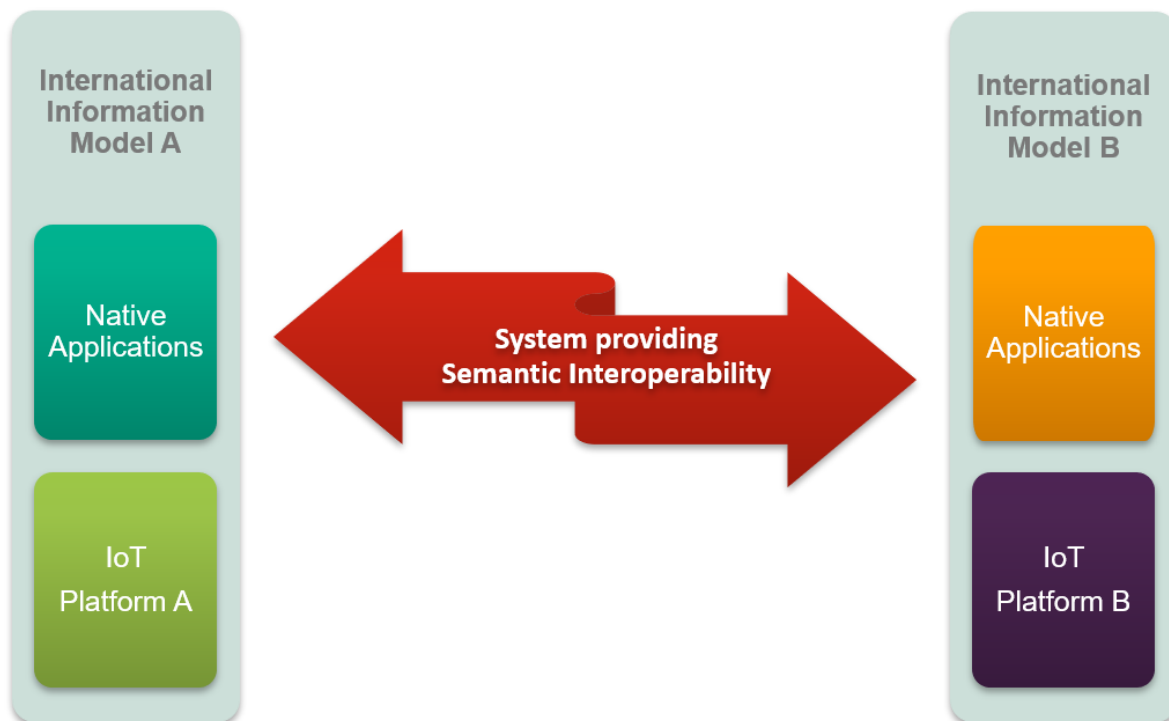 International
Information
Model A
Native
Applications
IoT
Platform A
System providing
Semantic Interoperability
International
Information
Model B
Native
Applications
IoT
Platform B